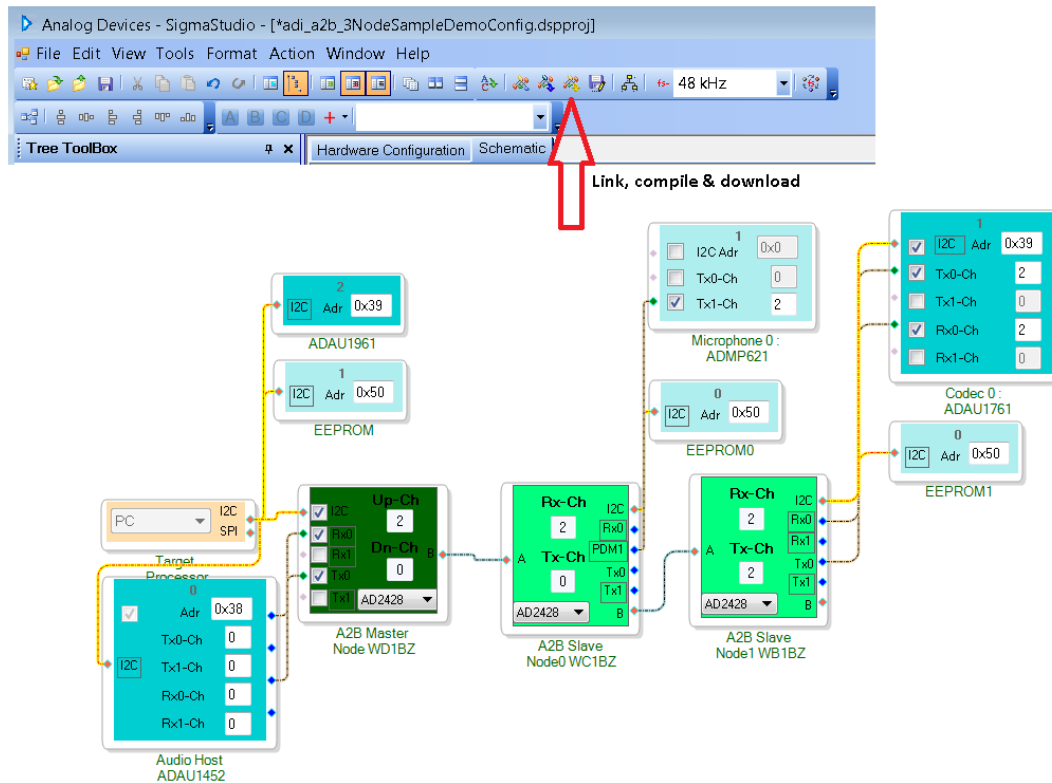 Analog Devices - SigmaStudio - [*adi_a2b_3NodeSampleDemoConfig.dspproj]
File Edit View Tools Format Action Window Help
fs- 48 kHz
A B C D +
Tree ToolBox
Hardware Configuration Schematic
Link, compile & download
2
I2C Adr 0x39
ADAU1961
1
I2C Adr 0x50
EEPROM
PC
I2C
SPI
Target
Processor
0
Adr 0x38
Tx0-Ch 0
I2C Tx1-Ch 0
Rx0-Ch 0
Rx1-Ch 0
Audio Host
ADAU1452
I2C
Rx0
Rx1
Tx0
Tx1
Up-Ch
2
Dn-Ch
0
B
AD2428
A2B Master
Node WD1BZ
A
Rx-Ch
2
Tx-Ch
0
I2C
Rx0
PDM1
Tx0
Tx1
B
AD2428
A2B Slave
Node0 WC1BZ
1
I2C Adr 0x0
Tx0-Ch 0
Tx1-Ch 2
Microphone 0 :
ADMP621
0
I2C Adr 0x50
EEPROM0
A
Rx-Ch
2
Tx-Ch
2
I2C
Rx0
Rx1
Tx0
Tx1
B
AD2428
A2B Slave
Node1 WB1BZ
1
I2C Adr 0x39
Tx0-Ch 2
Tx1-Ch 0
Rx0-Ch 2
Rx1-Ch 0
Codec 0 :
ADAU1761
0
I2C Adr 0x50
EEPROM1